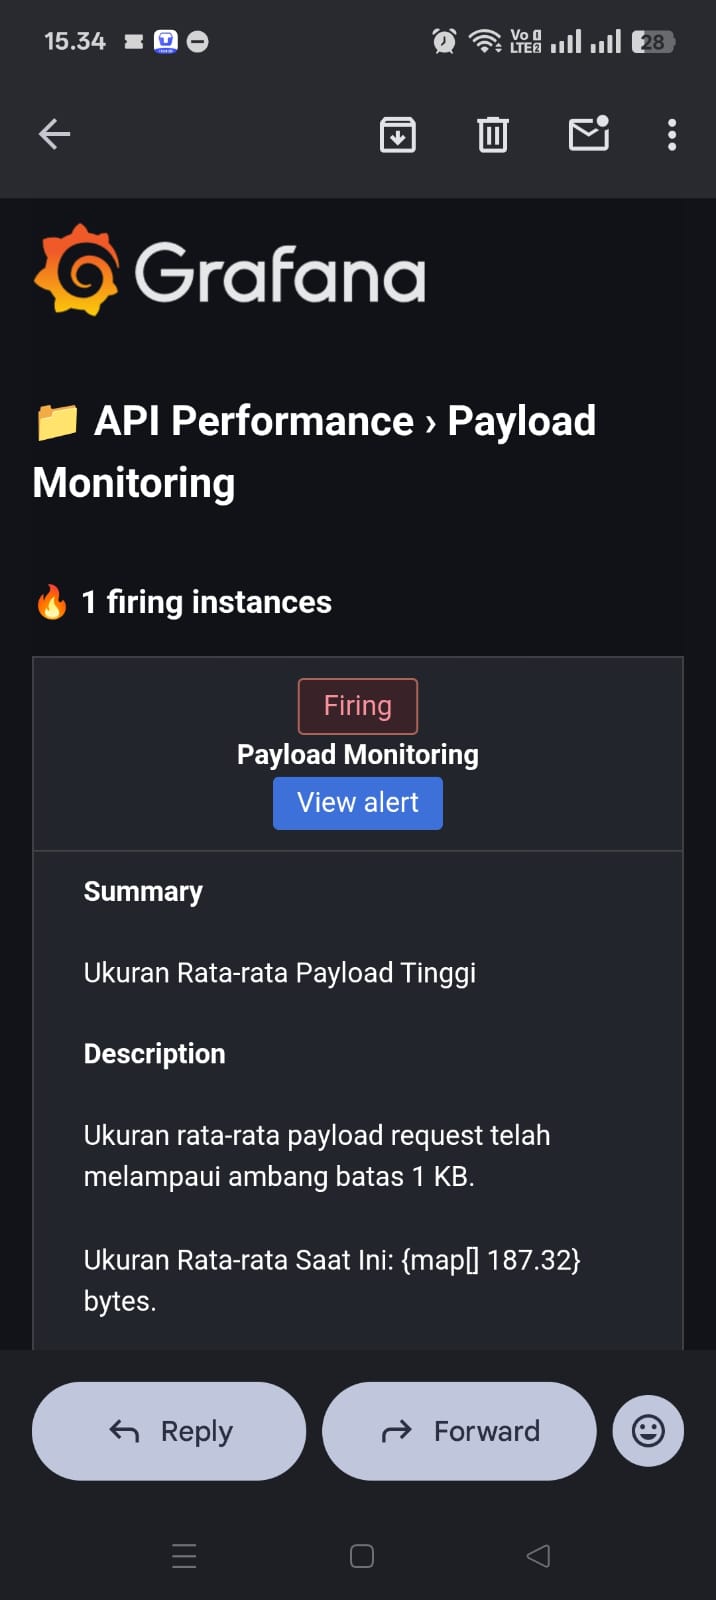 15.34
Vo
LTE2
28
Grafana
API Performance › Payload
Monitoring
1 firing instances
Firing
Payload Monitoring
View alert
Summary
Ukuran Rata-rata Payload Tinggi
Description
Ukuran rata-rata payload request telah
melampaui ambang batas 1 KB.
Ukuran Rata-rata Saat Ini: {map[] 187.32}
bytes.
Reply
Forward